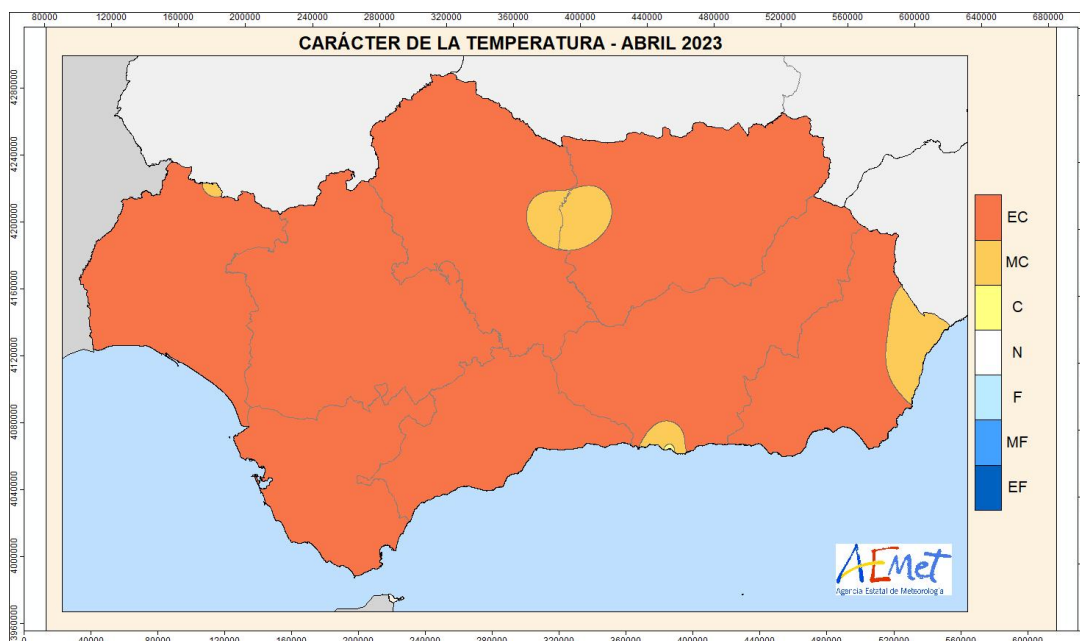 80000 120000 160000 200000 240000 280000 320000 360000 400000 440000 480000 520000 560000 600000 640000 680000
CARÁCTER DE LA TEMPERATURA - ABRIL 2023
4280000
4240000
4200000
4160000
4120000
4080000
4040000
4000000
3960000
EC
MC
C
N
F
MF
EF
AEMet
Agencia Estatal de Meteorología
40000 80000 120000 160000 200000 240000 280000 320000 360000 400000 440000 480000 520000 560000 600000